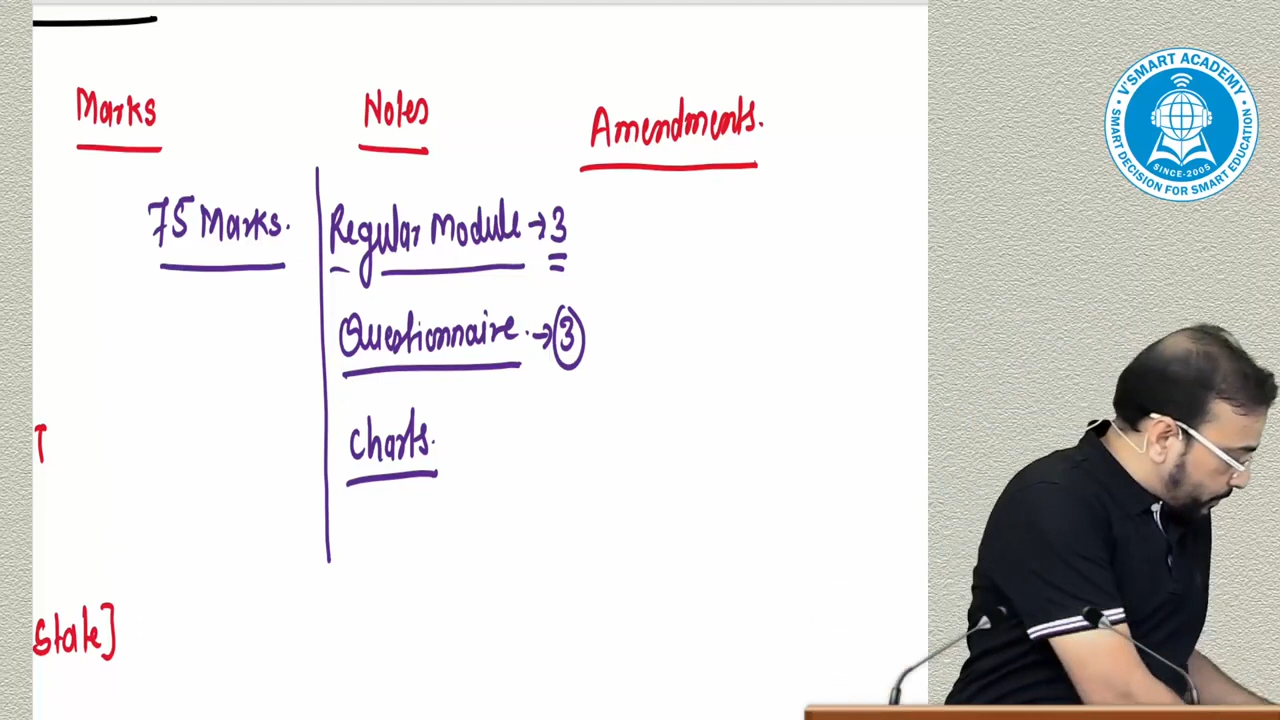 Marks
Notes
Amendments.
75 Marks.
Regular Module → 3
Questionnaire. → 3
Charts.
T
state]
V'SMART ACADEMY
SINCE-2005
SMART DECISION FOR SMART EDUCATION